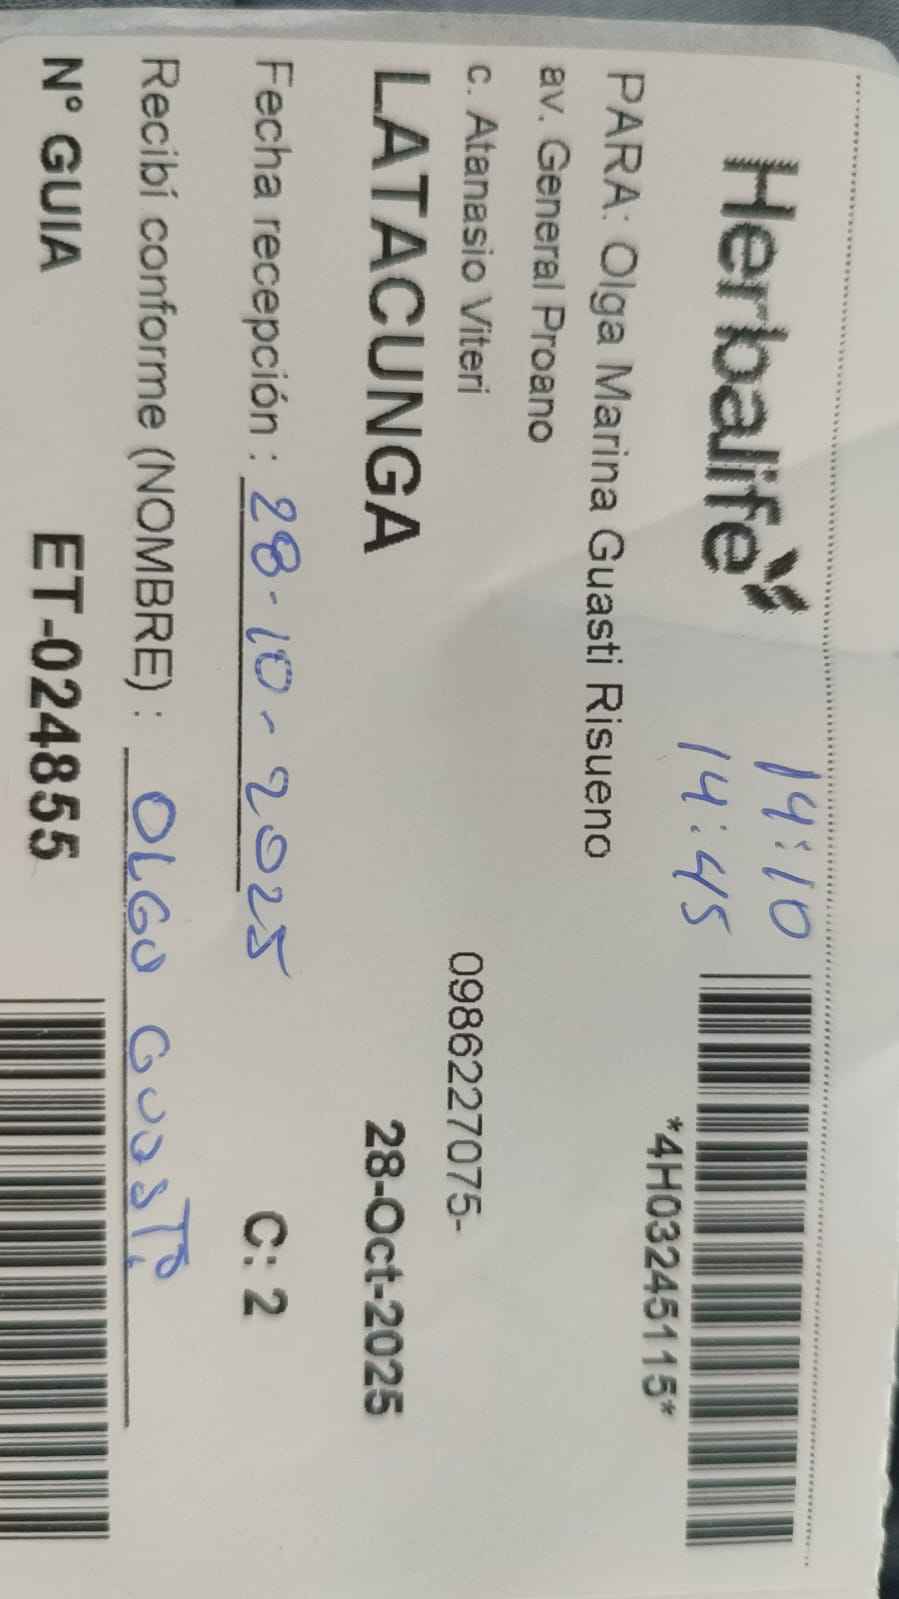 Herbalife
14:10
14:45
*4H03245115*
PARA: Olga Marina Guasti Risueno
av. General Proano
c. Atanasio Viteri
0986227075-
LATACUNGA
28-Oct-2025
Fecha recepción : 28-10-2025
C: 2
Recibí conforme (NOMBRE) : OLGA GUASTI
N° GUIA
ET-024855